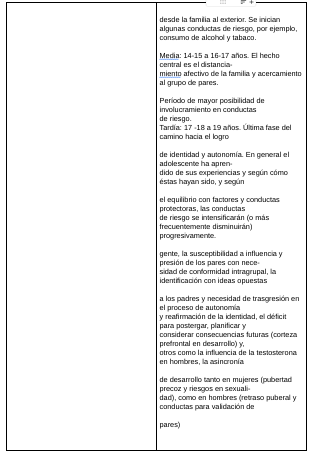 desde la familia al exterior. Se inician
algunas conductas de riesgo, por ejemplo,
consumo de alcohol y tabaco.
Media: 14-15 a 16-17 años. El hecho
central es el distancia-
miento afectivo de la familia y acercamiento
al grupo de pares.
Período de mayor posibilidad de
involucramiento en conductas
de riesgo.
Tardía: 17 -18 a 19 años. Última fase del
camino hacia el logro
de identidad y autonomía. En general el
adolescente ha apren-
dido de sus experiencias y según cómo
éstas hayan sido, y según
el equilibrio con factores y conductas
protectoras, las conductas
de riesgo se intensificarán (o más
frecuentemente disminuirán)
progresivamente.
gente, la susceptibilidad a influencia y
presión de los pares con nece-
sidad de conformidad intragrupal, la
identificación con ideas opuestas
a los padres y necesidad de trasgresión en
el proceso de autonomía
y reafirmación de la identidad, el déficit
para postergar, planificar y
considerar consecuencias futuras (corteza
prefrontal en desarrollo) y,
otros como la influencia de la testosterona
en hombres, la asincronía
de desarrollo tanto en mujeres (pubertad
precoz y riesgos en sexuali-
dad), como en hombres (retraso puberal y
conductas para validación de
pares)